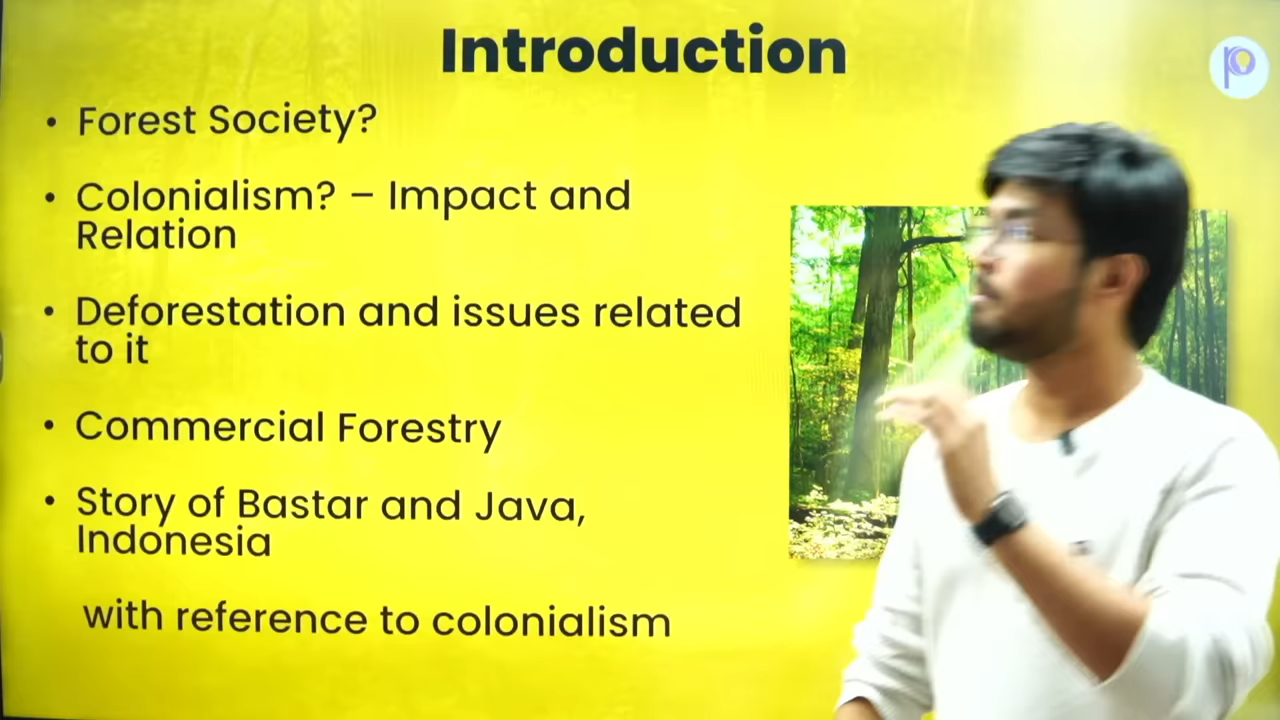 Introduction
• Forest Society?
• Colonialism? – Impact and
Relation
• Deforestation and issues related
to it
• Commercial Forestry
• Story of Bastar and Java,
Indonesia
with reference to colonialism